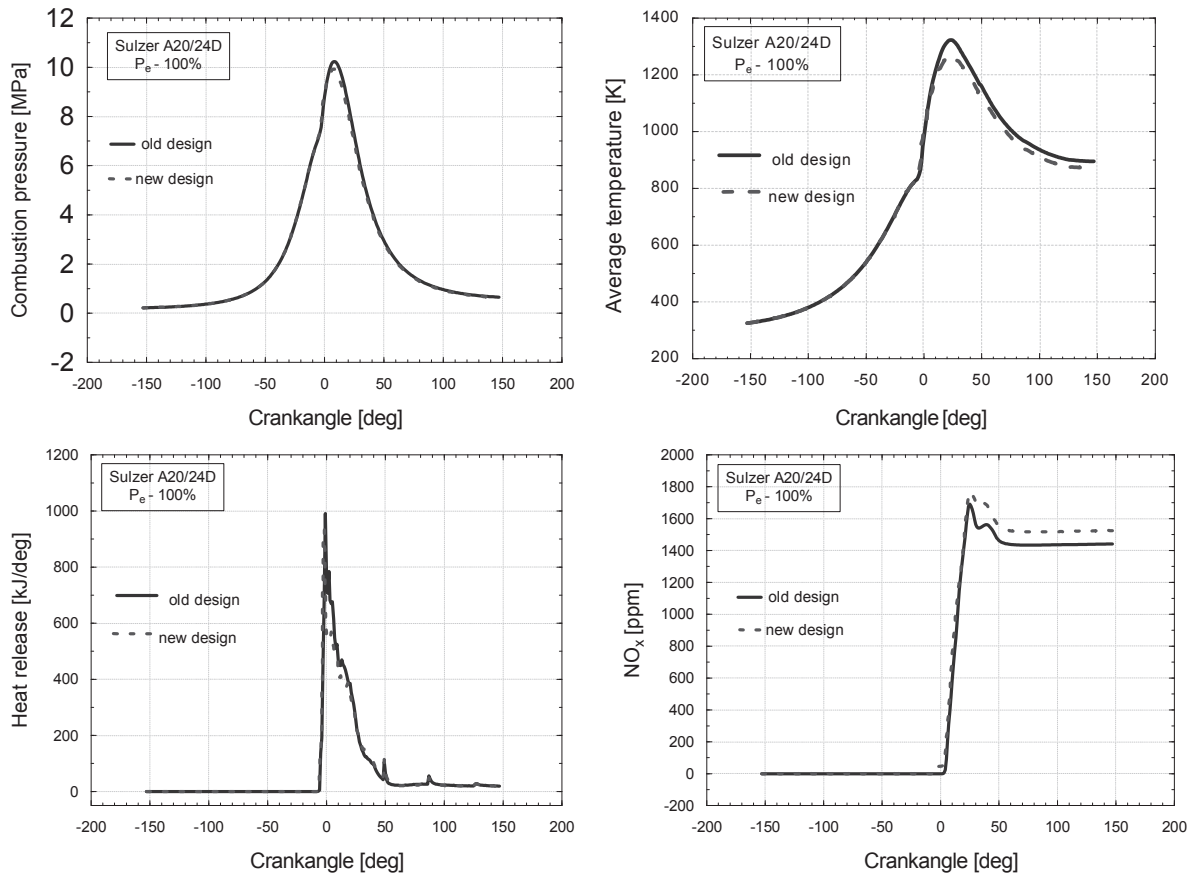 Combustion pressure [MPa]
12
10
8
6
4
2
0
-2
Sulzer A20/24D
Pe - 100%
old design
new design
-200 -150 -100 -50 0 50 100 150 200
Crankangle [deg]
Average temperature [K]
1400
1200
1000
800
600
400
200
Sulzer A20/24D
Pe - 100%
old design
new design
-200 -150 -100 -50 0 50 100 150 200
Crankangle [deg]
Heat release [kJ/deg]
1200
1000
800
600
400
200
0
Sulzer A20/24D
Pe - 100%
old design
new design
-200 -150 -100 -50 0 50 100 150 200
Crankangle [deg]
NOx [ppm]
2000
1800
1600
1400
1200
1000
800
600
400
200
0
-200
Sulzer A20/24D
Pe - 100%
old design
new design
-200 -150 -100 -50 0 50 100 150 200
Crankangle [deg]